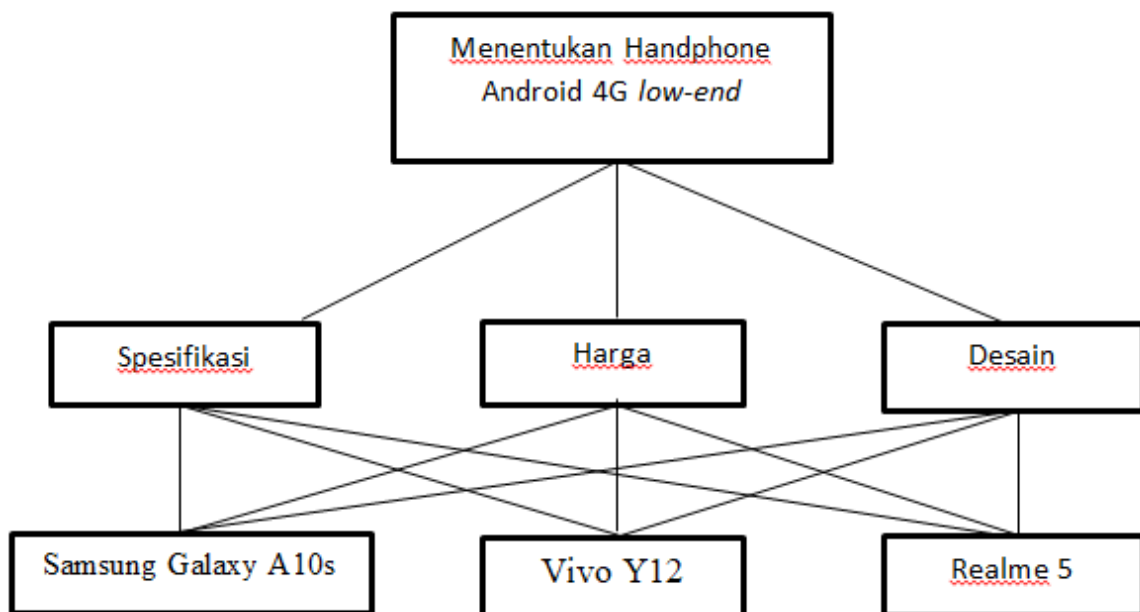 Menentukan Handphone
Android 4G low-end
Spesifikasi
Harga
Desain
Samsung Galaxy A10s
Vivo Y12
Realme 5